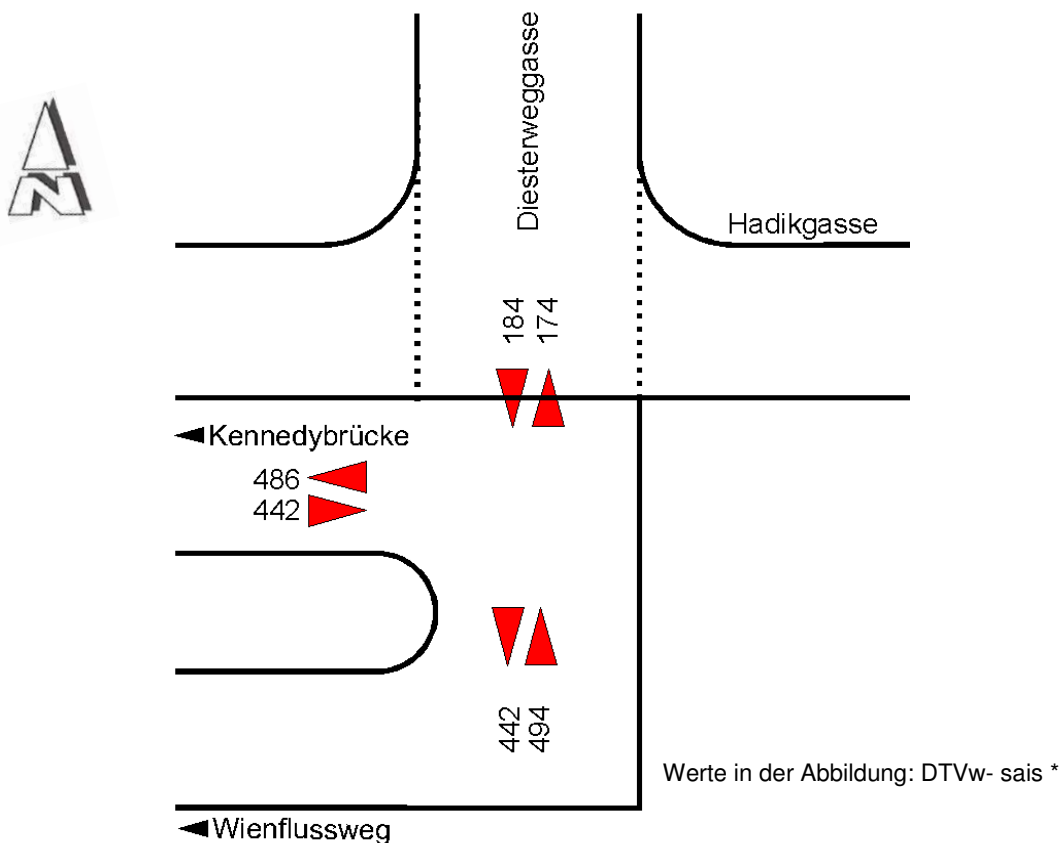 Diesterweggasse
N
Hadikgasse
184
174
Kennedybrücke
486
442
442
494
Werte in der Abbildung: DTVw- sais *
Wienflussweg